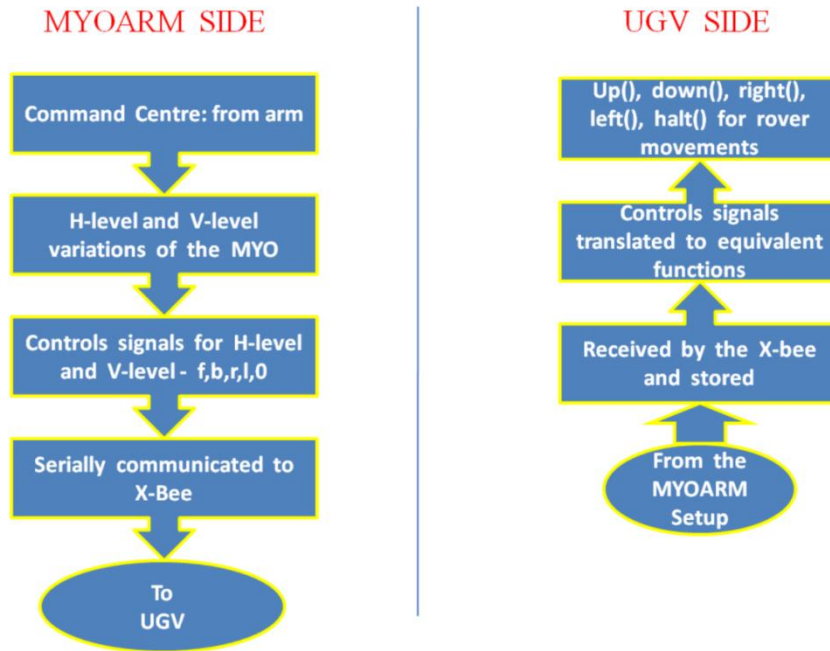 MYOARM SIDE
Command Centre: from arm
H-level and V-level
variations of the MYO
Controls signals for H-level
and V-level - f,b,r,l,0
Serially communicated to
X-Bee
To
UGV
UGV SIDE
Up(), down(), right(),
left(), halt() for rover
movements
Controls signals
translated to equivalent
functions
Received by the X-bee
and stored
From the
MYOARM
Setup